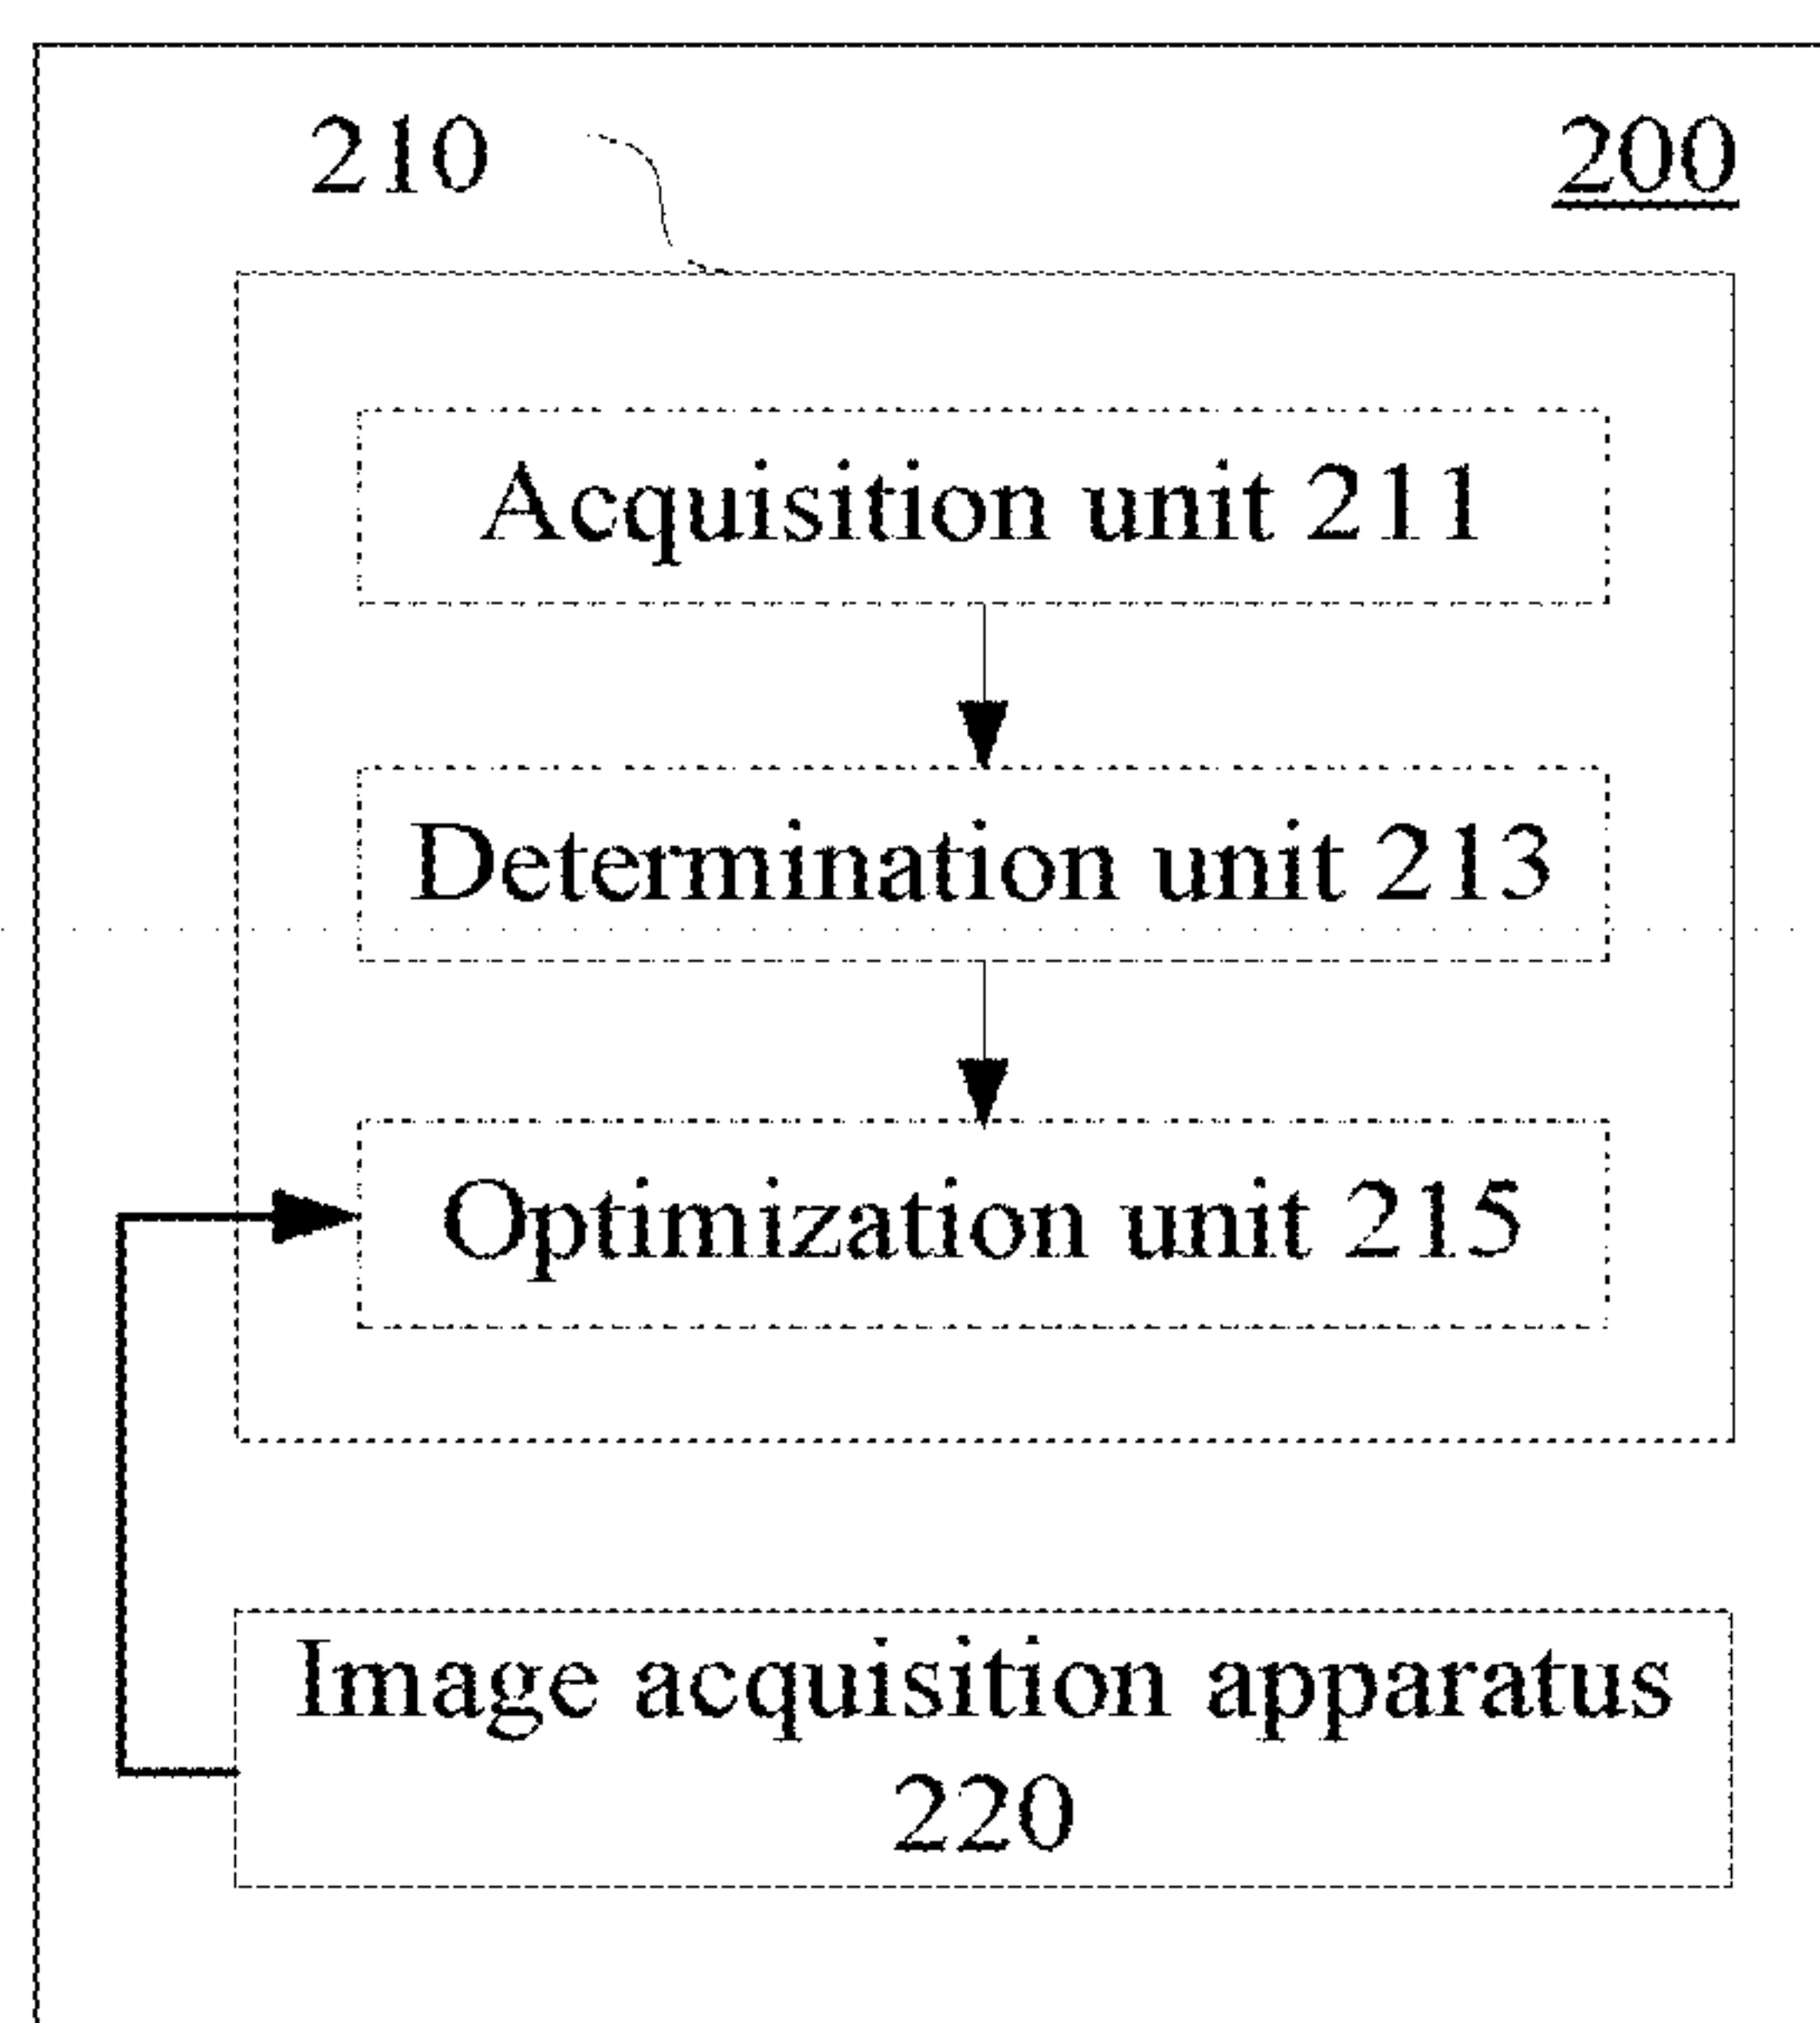 210
200
Acquisition unit 211
Determination unit 213
Optimization unit 215
Image acquisition apparatus
220